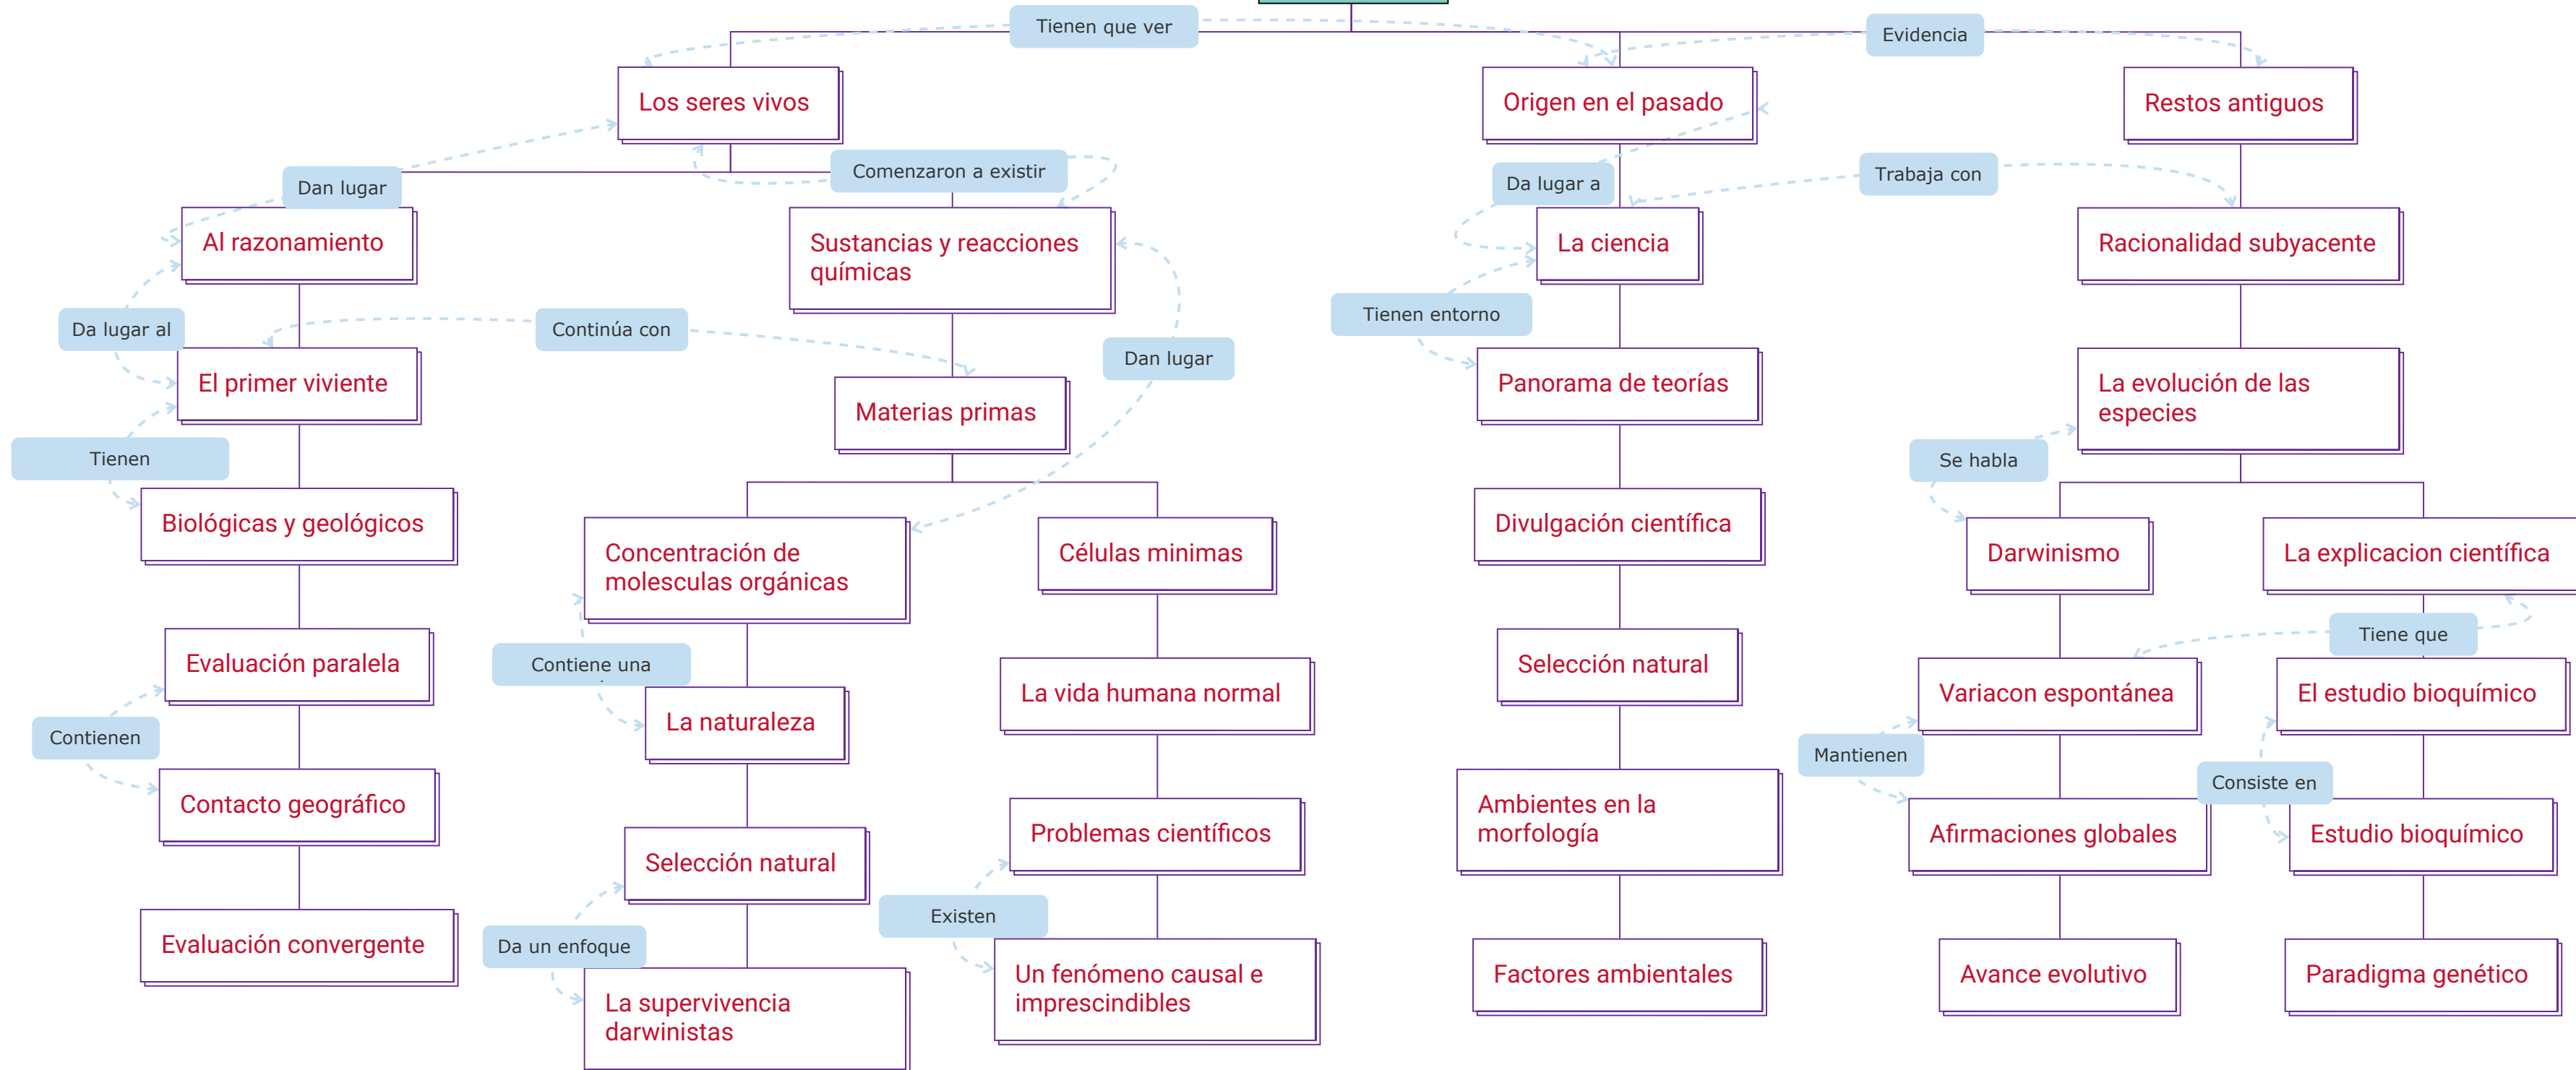 Tienen que ver
Evidencia
Los seres vivos
Origen en el pasado
Restos antiguos
Dan lugar
Comenzaron a existir
Da lugar a
Trabaja con
Al razonamiento
Sustancias y reacciones
químicas
La ciencia
Racionalidad subyacente
Da lugar al
Continúa con
Tienen entorno
Dan lugar
El primer viviente
Materias primas
Panorama de teorías
La evolución de las
especies
Tienen
Se habla
Biológicas y geológicos
Concentración de
molesculas orgánicas
Células minimas
Divulgación científica
Darwinismo
La explicacion científica
Contiene una
Tiene que
Evaluación paralela
La naturaleza
La vida humana normal
Selección natural
Variacon espontánea
El estudio bioquímico
Contienen
Mantienen
Consiste en
Contacto geográfico
Selección natural
Problemas científicos
Ambientes en la
morfología
Afirmaciones globales
Estudio bioquímico
Existen
Da un enfoque
Evaluación convergente
La supervivencia
darwinistas
Un fenómeno causal e
imprescindibles
Factores ambientales
Avance evolutivo
Paradigma genético